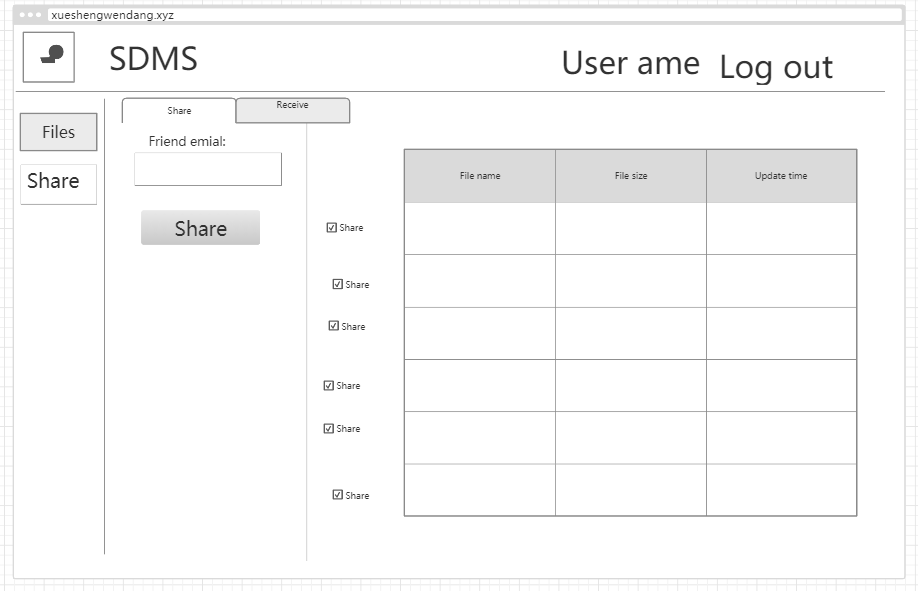 xueshengwendang.xyz
SDMS
User ame
Log out
Files
Share
Share
Receive
Friend emial:
Share
File name
File size
Update time
Share
Share
Share
Share
Share
Share